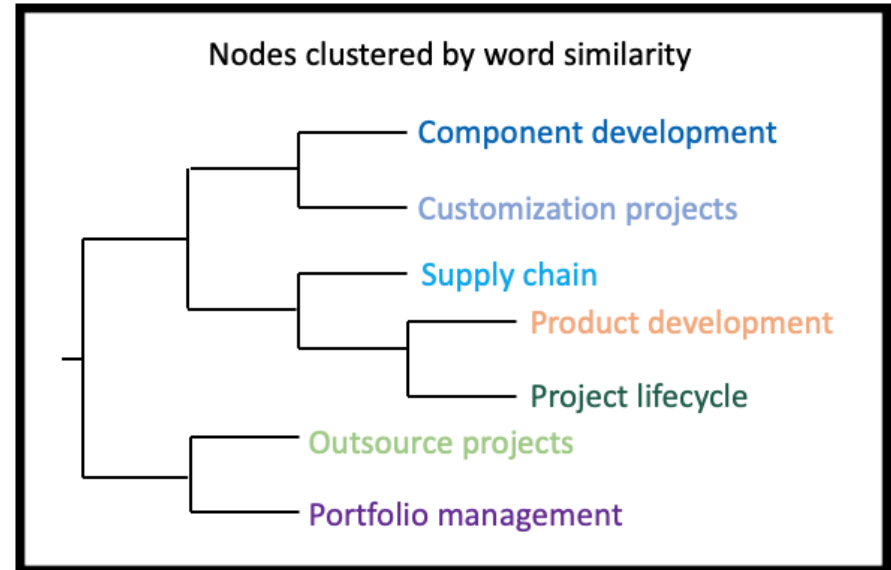 Nodes clustered by word similarity
Component development
Customization projects
Supply chain
Product development
Project lifecycle
Outsource projects
Portfolio management